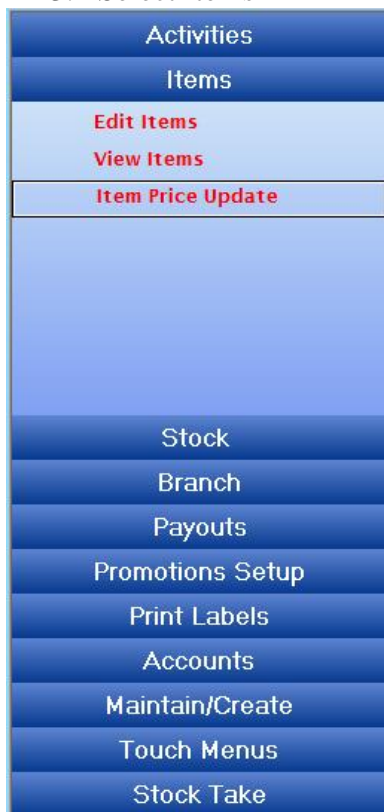 Activities
Items
Edit Items
View Items
Item Price Update
Stock
Branch
Payouts
Promotions Setup
Print Labels
Accounts
Maintain/Create
Touch Menus
Stock Take